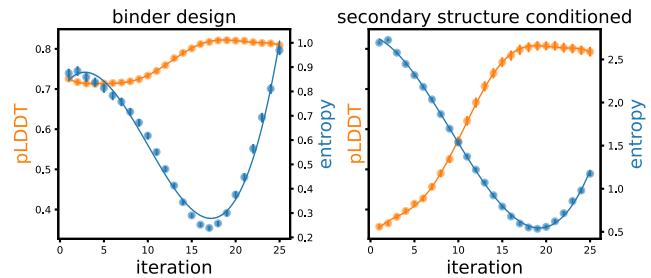 binder design
secondary structure conditioned
pLDDT
0.8
0.7
0.6
0.5
0.4
1.0
0.9
0.8
0.7
0.6
0.5
0.4
0.3
0.2
entropy
0 5 10 15 20 25
iteration
pLDDT
2.5
2.0
1.5
1.0
0.5
entropy
0 5 10 15 20 25
iteration